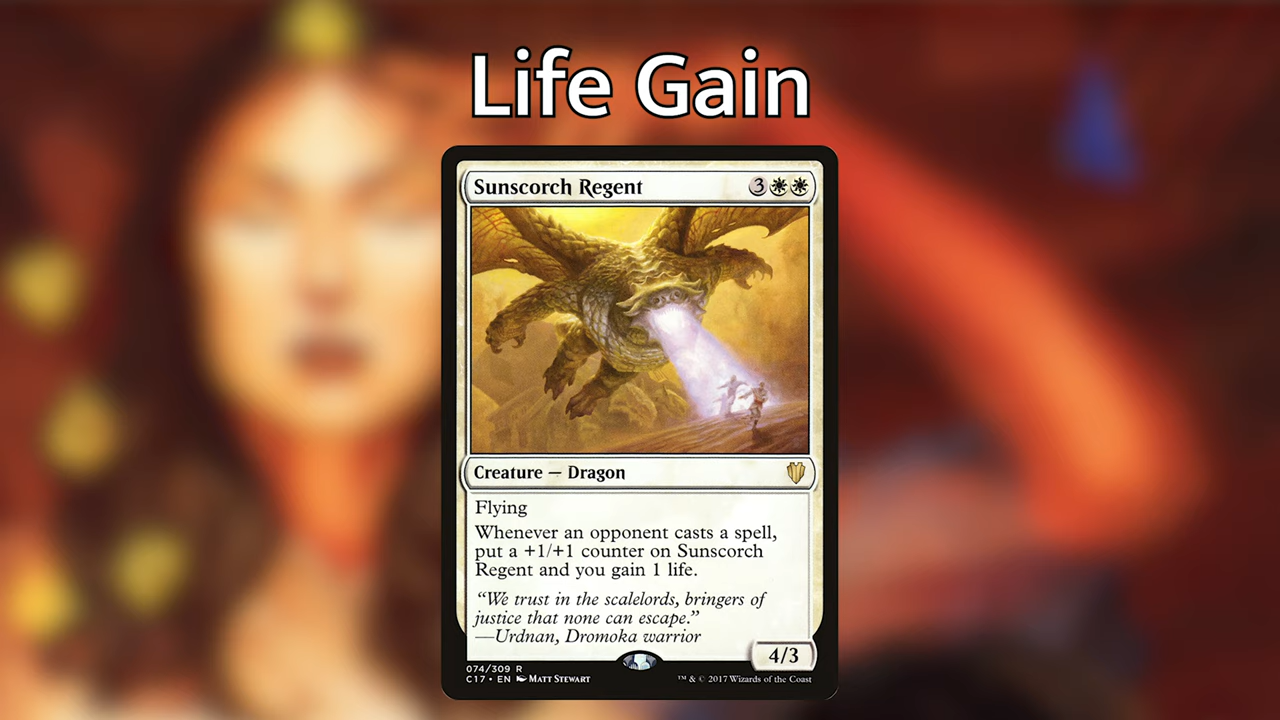 Life Gain
Sunscorch Regent 3
Creature — Dragon
Flying
Whenever an opponent casts a spell,
put a +1/+1 counter on Sunscorch
Regent and you gain 1 life.
“We trust in the scalelords, bringers of
justice that none can escape.”
—Urdnan, Dromoka warrior
4/3
074/309 R
C17 • EN Matt Stewart
™ & © 2017 Wizards of the Coast